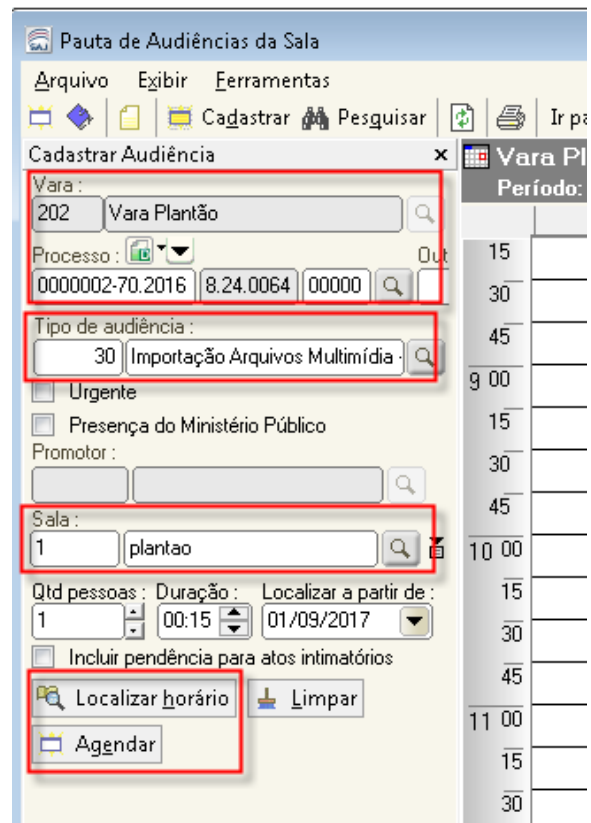 Pauta de Audiências da Sala
Arquivo Exibir Ferramentas
Cadastrar Pesquisar Ir pa
Cadastrar Audiência x
Vara Pl
Período:
Vara :
202 Vara Plantão
Processo : Out
0000002-70.2016 8.24.0064 00000
Tipo de audiência :
30 Importação Arquivos Multimídia -
Urgente
Presença do Ministério Público
Promotor :
Sala :
1 plantao
Qtd pessoas : Duração : Localizar a partir de :
1 00:15 01/09/2017
Incluir pendência para atos intimatórios
Localizar horário Limpar
Agendar
15
30
45
9 00
15
30
45
10 00
15
30
45
11 00
15
30